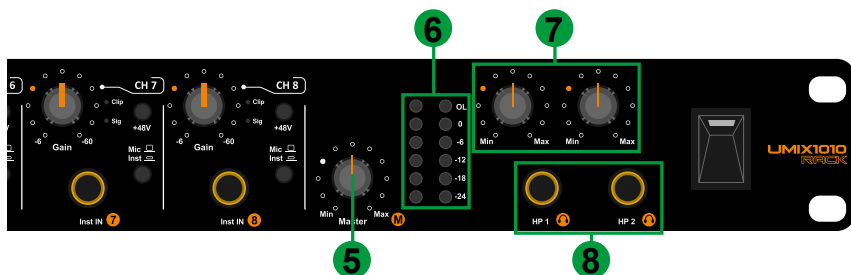 6
7
6 CH 7 CH 8
Clip Clip OL
0
Sig Sig -6
48V +48V +48V
-6 -60 -6 -60 -12
Gain Gain
Min Max Min Max
Mic Mic
Inst Inst
-18
-24
UMIX1010
RACK
Min Max
Master M
Inst IN 7 Inst IN 8
HP 1 HP 2
5
8